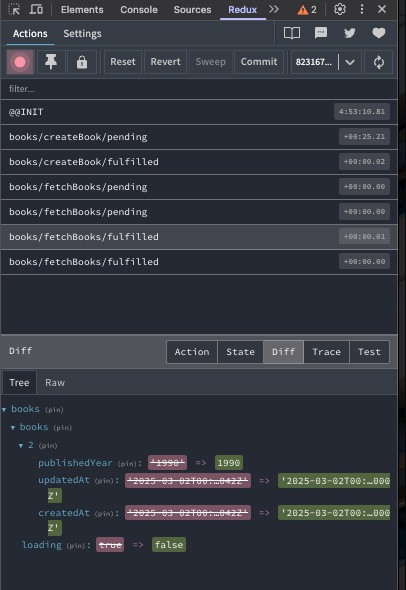 Elements Console Sources Redux 2
Actions Settings
Reset Revert Sweep Commit 823167...
filter...
@@INIT 4:53:10.81
books/createBook/pending +00:25.21
books/createBook/fulfilled +00:00.02
books/fetchBooks/pending +00:00.00
books/fetchBooks/pending +00:00.00
books/fetchBooks/fulfilled +00:00.01
books/fetchBooks/fulfilled +00:00.00
Diff Action State Diff Trace Test
Tree Raw
books (pin)
books (pin)
2 (pin)
publishedYear (pin): '1990' => 1990
updatedAt (pin): '2025-03-02T00:…042Z' => '2025-03-02T00:…000
Z'
createdAt (pin): '2025-03-02T00:…042Z' => '2025-03-02T00:…000
Z'
loading (pin): true => false